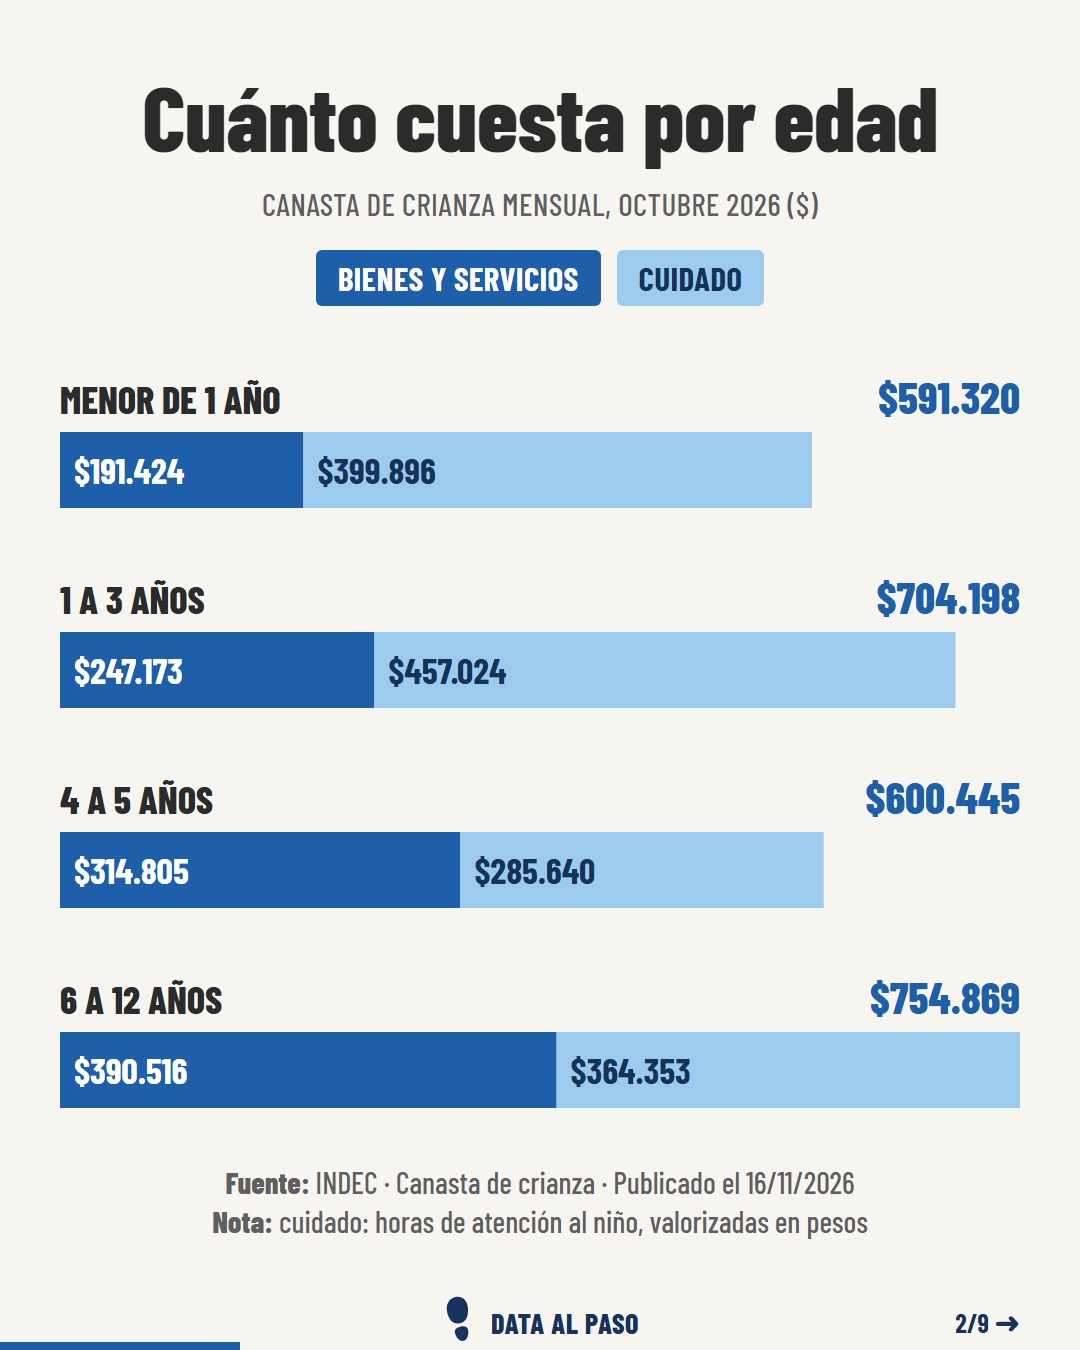 Cuánto cuesta por edad
CANASTA DE CRIANZA MENSUAL, OCTUBRE 2026 ($)
BIENES Y SERVICIOS CUIDADO
MENOR DE 1 AÑO $591.320
$191.424 $399.896
1 A 3 AÑOS $704.198
$247.173 $457.024
4 A 5 AÑOS $600.445
$314.805 $285.640
6 A 12 AÑOS $754.869
$390.516 $364.353
Fuente: INDEC · Canasta de crianza · Publicado el 16/11/2026
Nota: cuidado: horas de atención al niño, valorizadas en pesos
DATA AL PASO 2/9 →